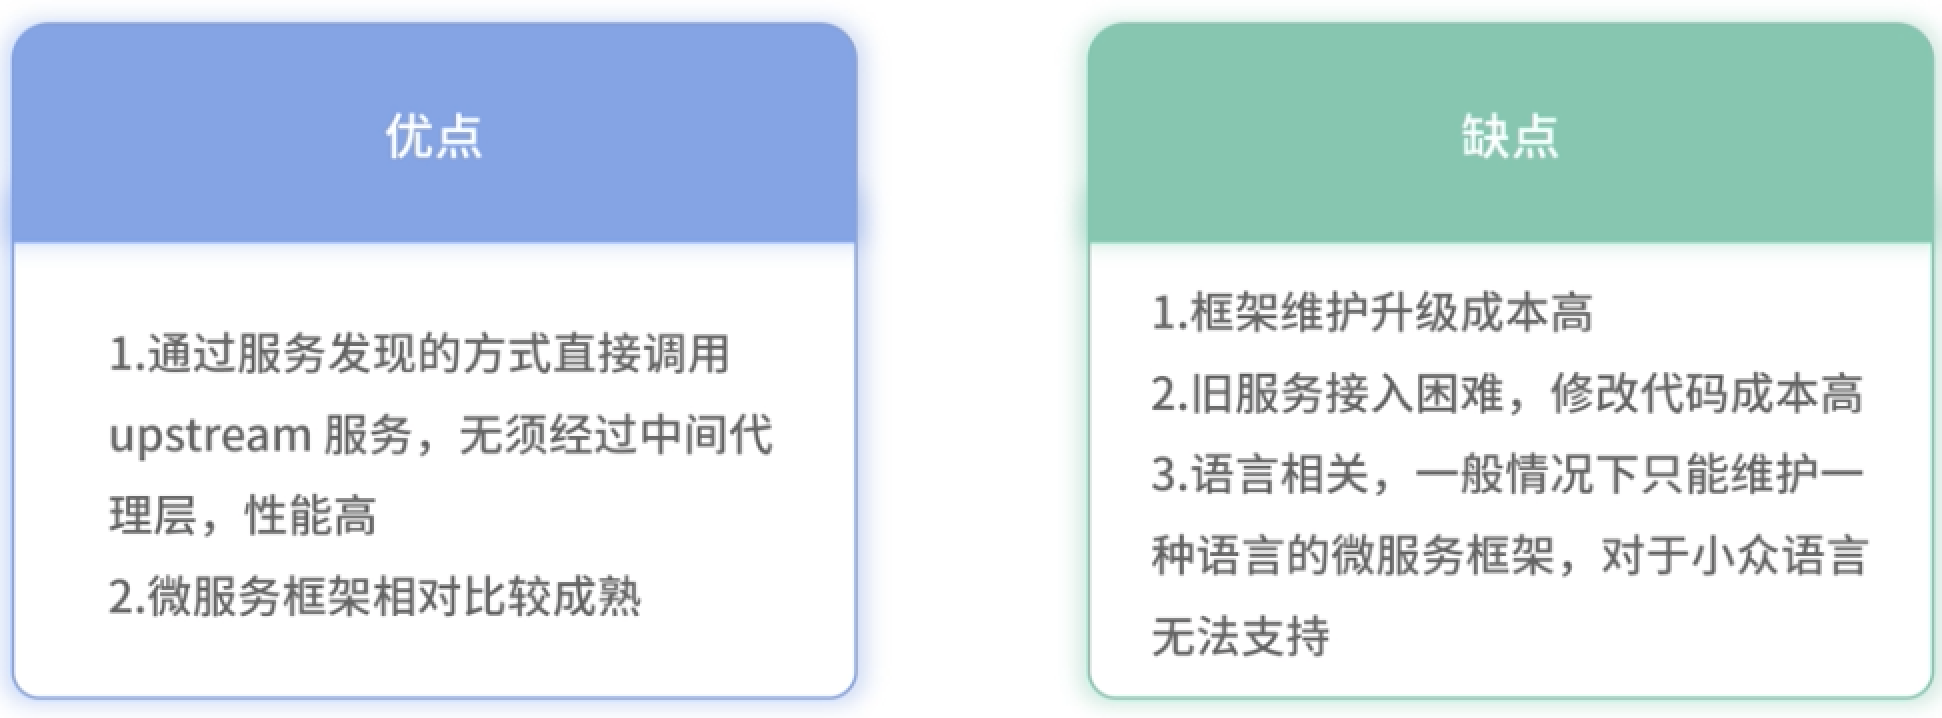 优点
1.通过服务发现的方式直接调用
upstream 服务，无须经过中间代
理层，性能高
2.微服务框架相对比较成熟
缺点
1.框架维护升级成本高
2.旧服务接入困难，修改代码成本高
3.语言相关，一般情况下只能维护一
种语言的微服务框架，对于小众语言
无法支持